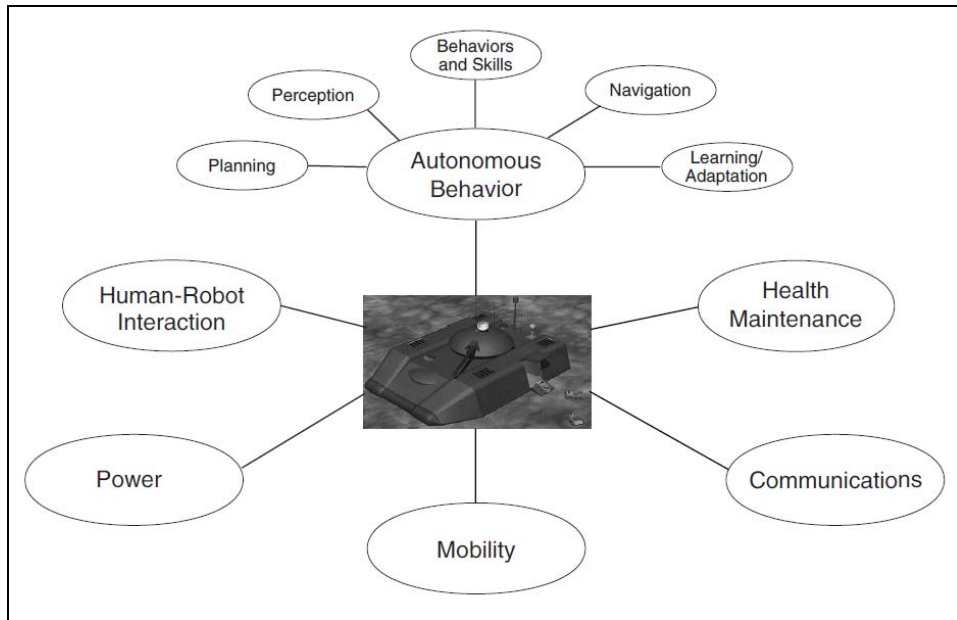 Behaviors
and Skills
Perception
Navigation
Planning
Autonomous
Behavior
Learning/
Adaptation
Human-Robot
Interaction
Health
Maintenance
Power
Communications
Mobility